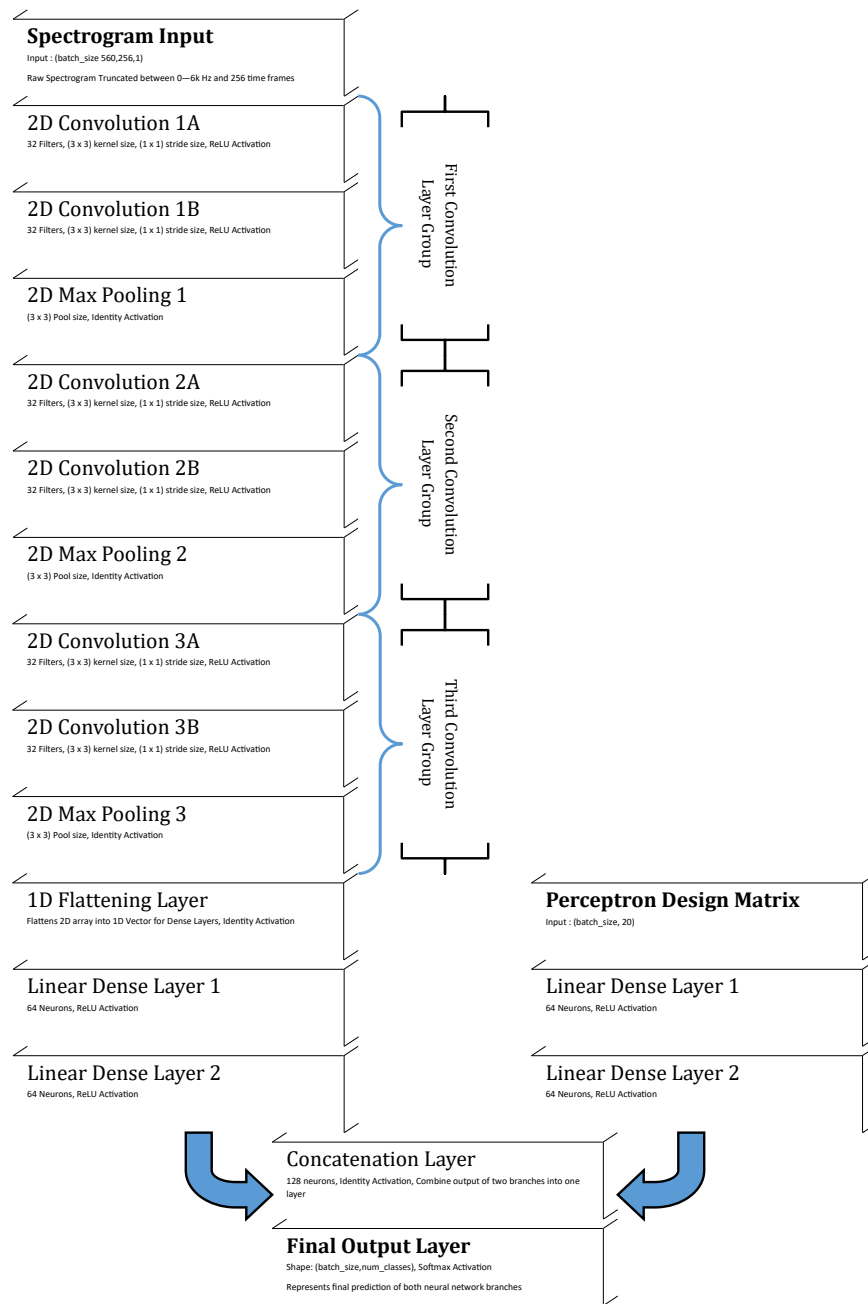 Spectrogram Input
Input : (batch_size 560,256,1)
Raw Spectrogram Truncated between 0—6k Hz and 256 time frames
2D Convolution 1A
32 Filters, (3 x 3) kernel size, (1 x 1) stride size, ReLU Activation
2D Convolution 1B
32 Filters, (3 x 3) kernel size, (1 x 1) stride size, ReLU Activation
2D Max Pooling 1
(3 x 3) Pool size, Identity Activation
First Convolution
Layer Group
2D Convolution 2A
32 Filters, (3 x 3) kernel size, (1 x 1) stride size, ReLU Activation
2D Convolution 2B
32 Filters, (3 x 3) kernel size, (1 x 1) stride size, ReLU Activation
2D Max Pooling 2
(3 x 3) Pool size, Identity Activation
Second Convolution
Layer Group
2D Convolution 3A
32 Filters, (3 x 3) kernel size, (1 x 1) stride size, ReLU Activation
2D Convolution 3B
32 Filters, (3 x 3) kernel size, (1 x 1) stride size, ReLU Activation
2D Max Pooling 3
(3 x 3) Pool size, Identity Activation
Third Convolution
Layer Group
1D Flattening Layer
Flattens 2D array into 1D Vector for Dense Layers, Identity Activation
Linear Dense Layer 1
64 Neurons, ReLU Activation
Linear Dense Layer 2
64 Neurons, ReLU Activation
Perceptron Design Matrix
Input : (batch_size, 20)
Linear Dense Layer 1
64 Neurons, ReLU Activation
Linear Dense Layer 2
64 Neurons, ReLU Activation
Concatenation Layer
128 neurons, Identity Activation, Combine output of two branches into one
layer
Final Output Layer
Shape: (batch_size,num_classes), Softmax Activation
Represents final prediction of both neural network branches